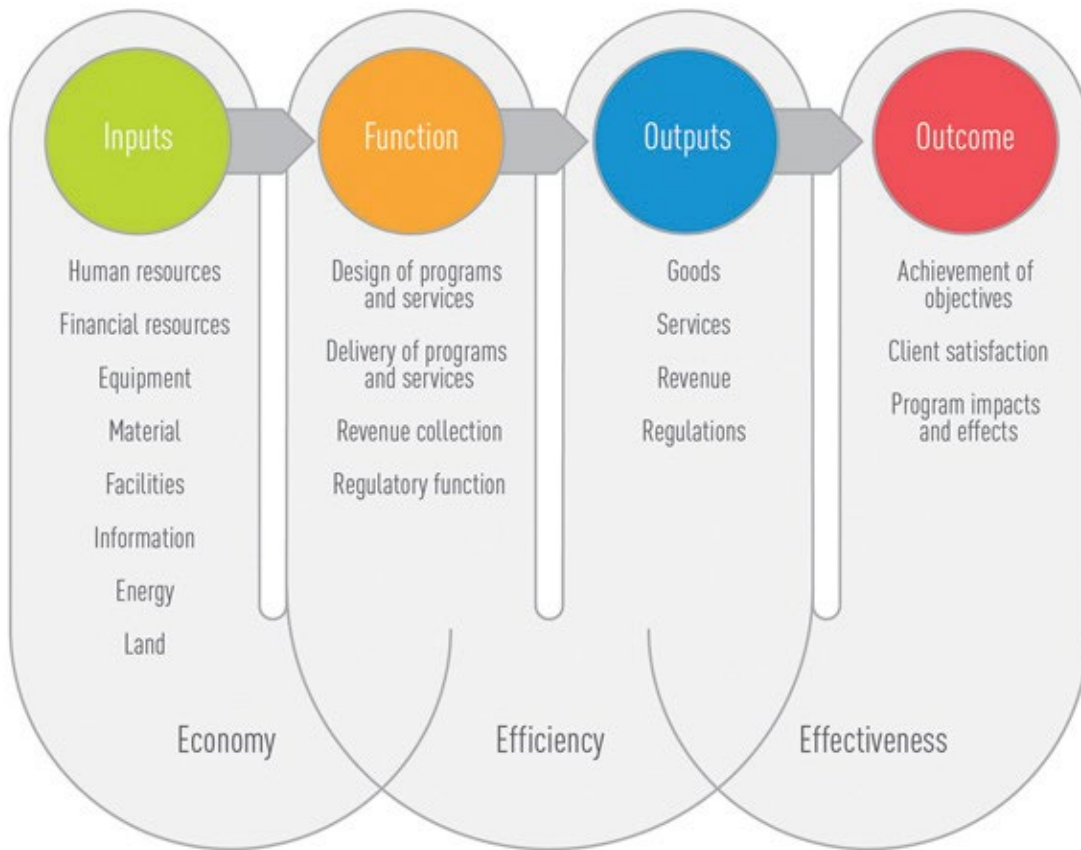 Inputs
Function
Outputs
Outcome
Human resources
Financial resources
Equipment
Material
Facilities
Information
Energy
Land
Design of programs
and services
Delivery of programs
and services
Revenue collection
Regulatory function
Goods
Services
Revenue
Regulations
Achievement of
objectives
Client satisfaction
Program impacts
and effects
Economy
Efficiency
Effectiveness